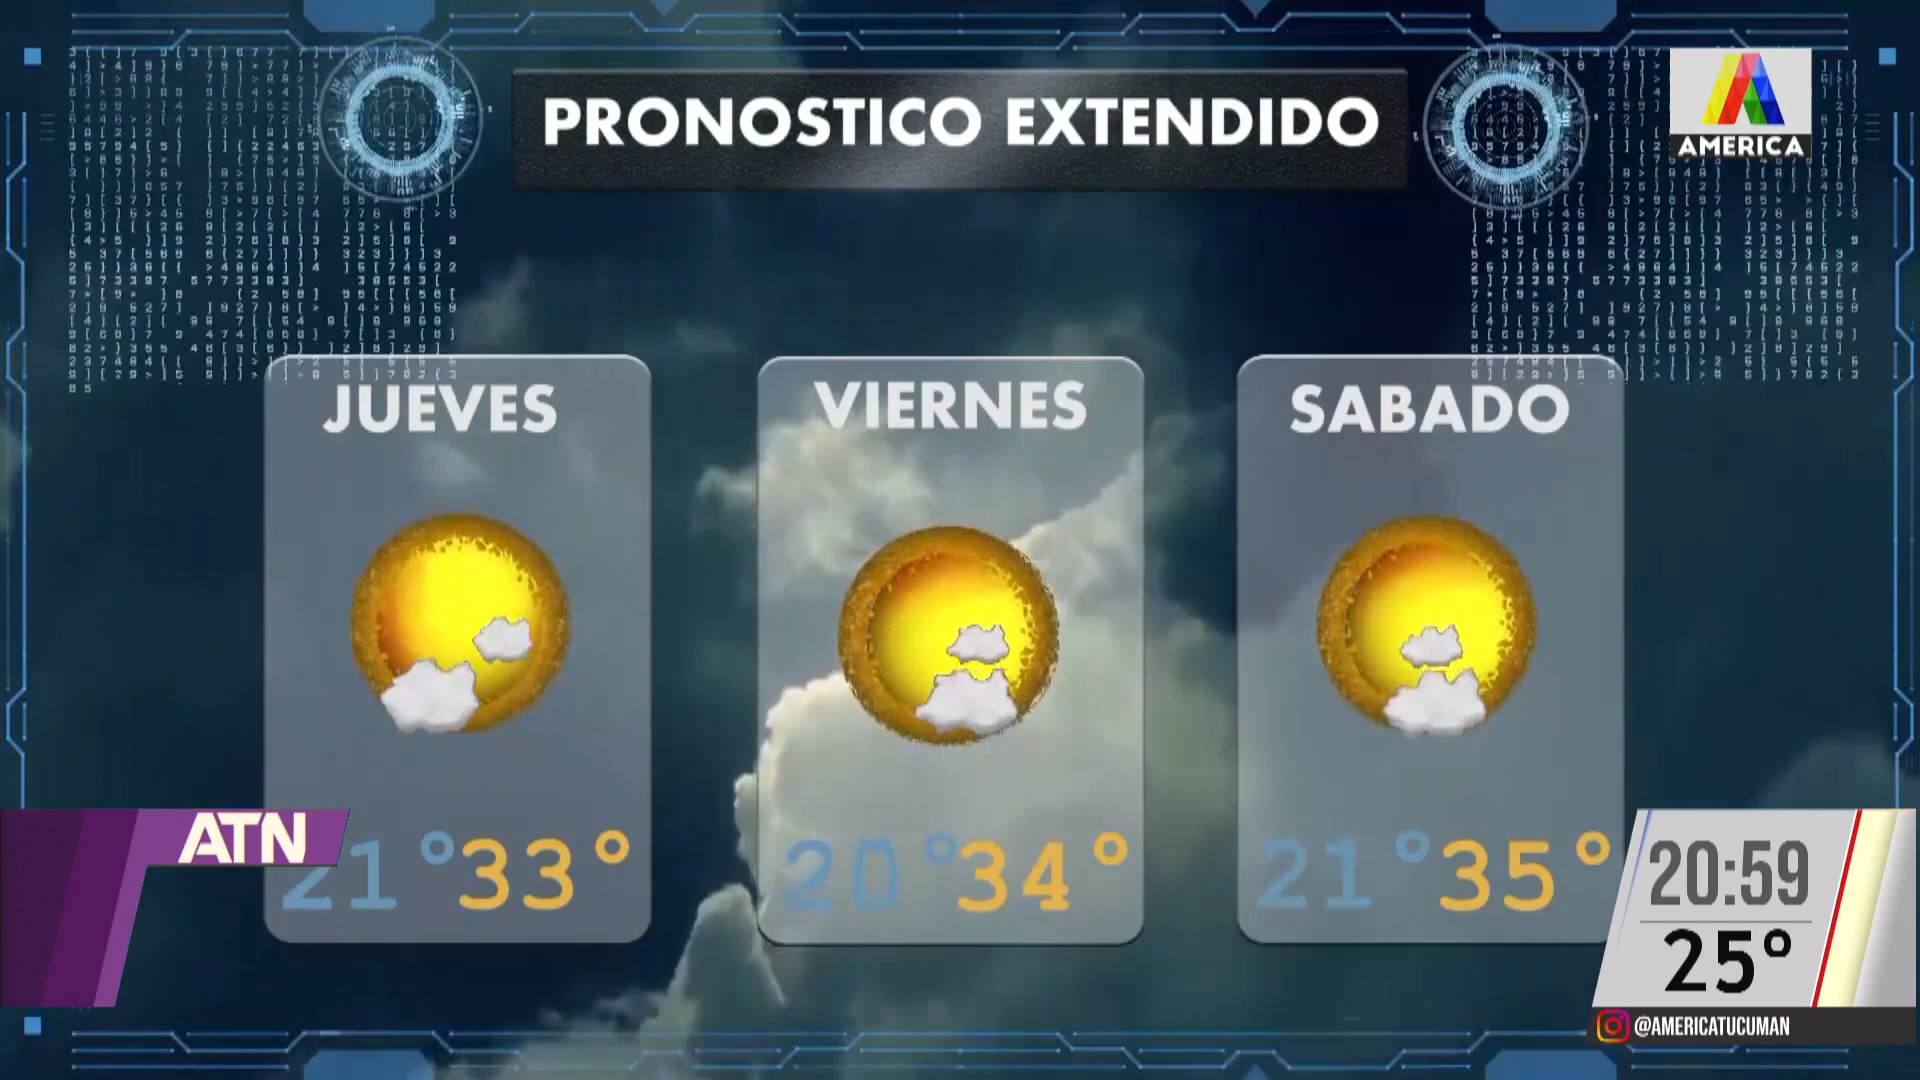 PRONOSTICO EXTENDIDO
AMERICA
JUEVES
VIERNES
SABADO
21° 33°
20° 34°
21° 35°
ATN
20:59
25°
@AMERICATUCUMAN